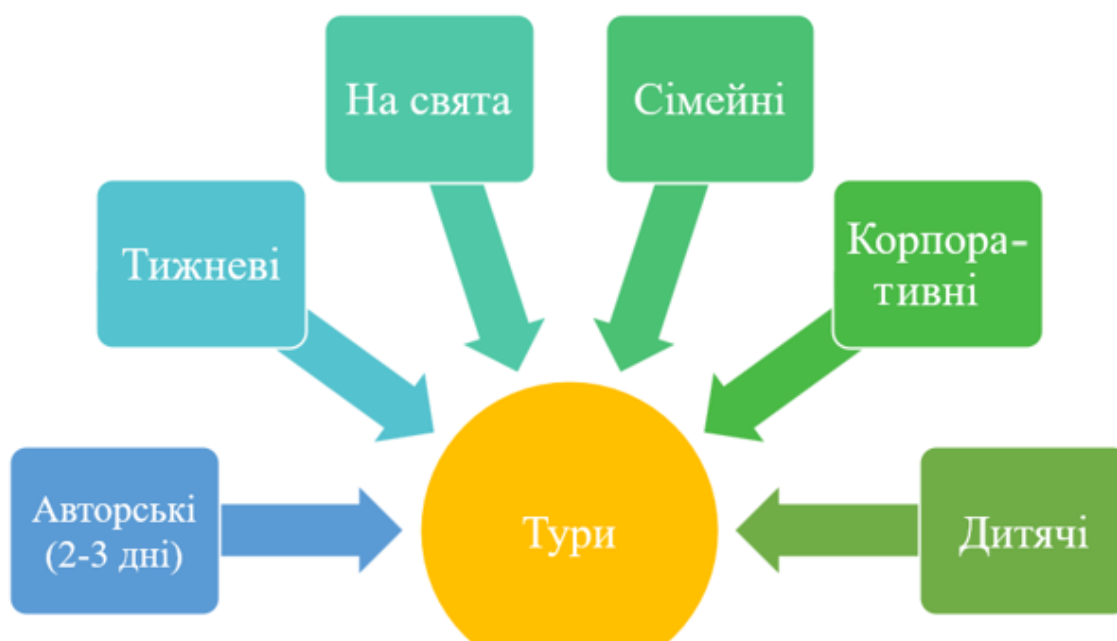 На свята
Сімейні
Тижневі
Корпора-
тивні
Авторські
(2-3 дні)
Тури
Дитячі